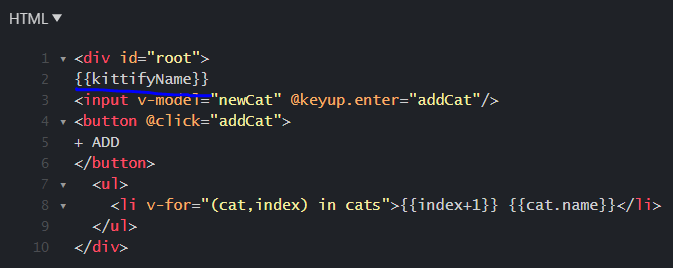 HTML
1 <div id="root">
2 {{kittifyName}}
3 <input v-model="newCat" @keyup.enter="addCat"/>
4 <button @click="addCat">
5 + ADD
6 </button>
7 <ul>
8 <li v-for="(cat,index) in cats">{{index+1}} {{cat.name}}</li>
9 </ul>
10 </div>